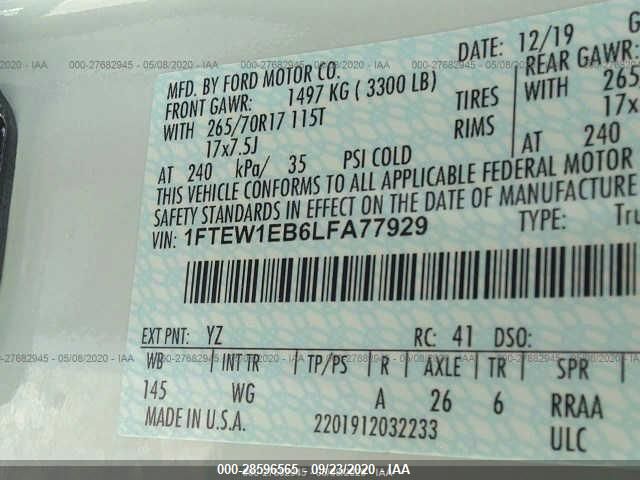 DATE: 12/19 G
MFD. BY FORD MOTOR CO.
FRONT GAWR: 1497 KG ( 3300 LB) REAR GAWR:
WITH 265/70R17 115T TIRES WITH 265
17x7.5J RIMS 17x
AT 240 kPa/ 35 PSI COLD AT 240
THIS VEHICLE CONFORMS TO ALL APPLICABLE FEDERAL MOTOR
SAFETY STANDARDS IN EFFECT ON THE DATE OF MANUFACTURE
VIN: 1FTEW1EB6LFA77929 TYPE: Tru
EXT PNT: YZ RC: 41 DSO:
WB INT TR TP/PS R AXLE TR SPR
145 WG A 26 6 RRAA
MADE IN U.S.A. 2201912032233 ULC
000-27682945 - 05/08/2020 - IAA
000-28596565 - 09/23/2020 - IAA